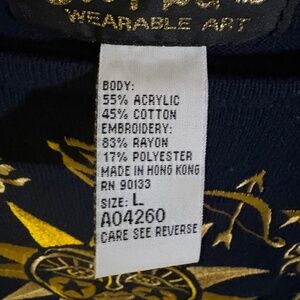 WEARABLE ART
BODY:
55% ACRYLIC
45% COTTON
EMBROIDERY:
83% RAYON
17% POLYESTER
MADE IN HONG KONG
RN 90133
SIZE: L
A04260
CARE SEE REVERSE